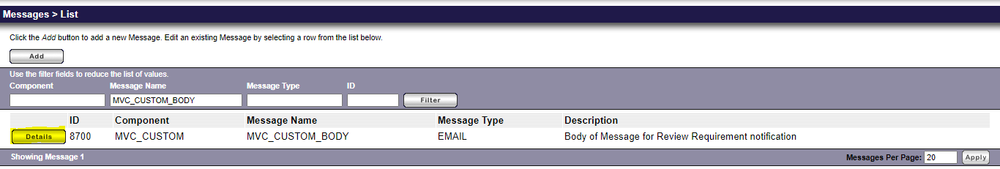 Messages > List
Click the Add button to add a new Message. Edit an existing Message by selecting a row from the list below.
Add
Use the filter fields to reduce the list of values.
Component Message Name Message Type ID
MVC_CUSTOM_BODY Filter
ID Component Message Name Message Type Description
Details 8700 MVC_CUSTOM MVC_CUSTOM_BODY EMAIL Body of Message for Review Requirement notification
Showing Message 1 Messages Per Page: 20 Apply